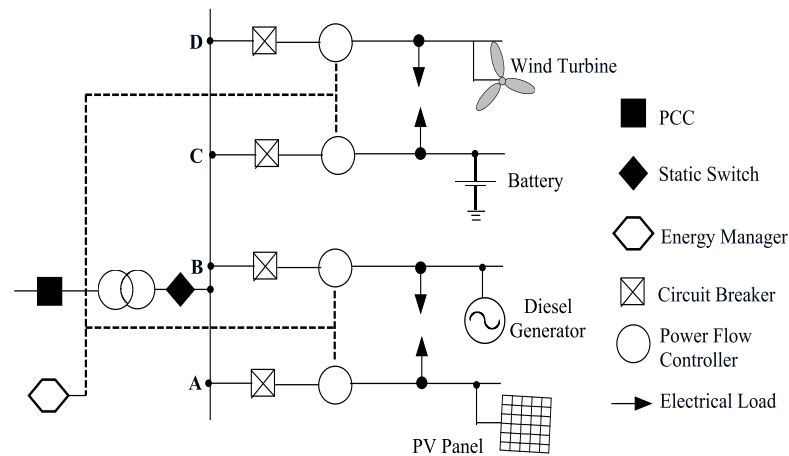 D
Wind Turbine
C
Battery
B
Diesel
Generator
A
PV Panel
PCC
Static Switch
Energy Manager
Circuit Breaker
Power Flow
Controller
Electrical Load